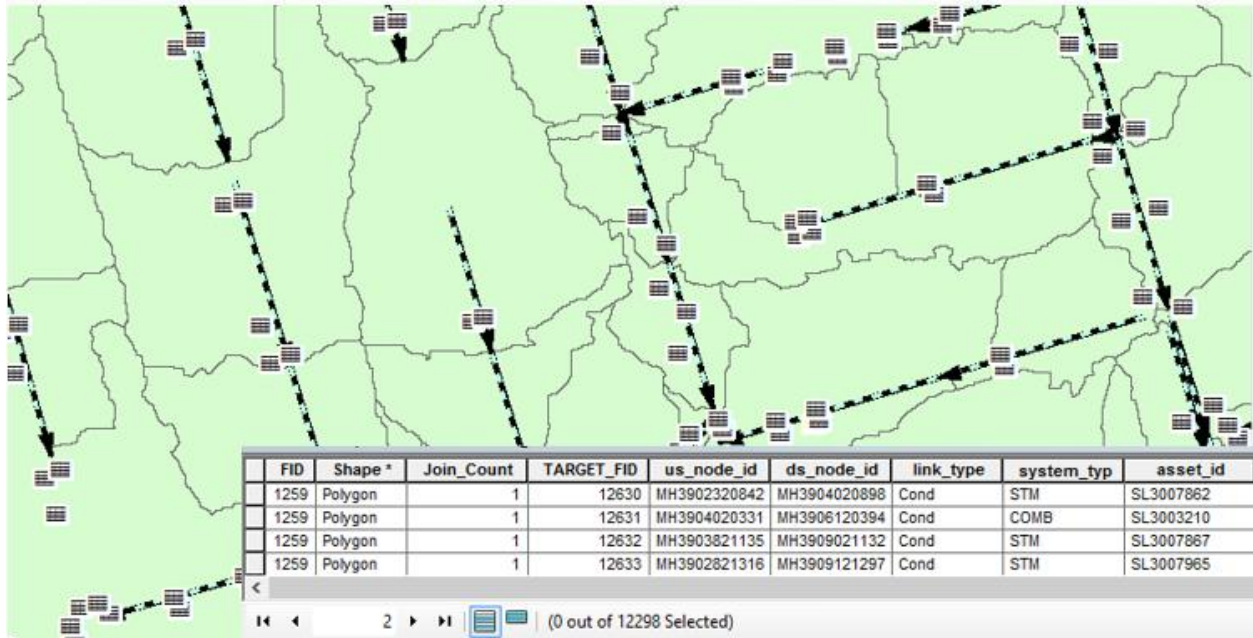 FID Shape * Join_Count TARGET_FID us_node_id ds_node_id link_type system_typ asset_id
1259 Polygon 1 12630 MH3902320842 MH3904020898 Cond STM SL3007862
1259 Polygon 1 12631 MH3904020331 MH3906120394 Cond COMB SL3003210
1259 Polygon 1 12632 MH3903821135 MH3909021132 Cond STM SL3007867
1259 Polygon 1 12633 MH3902821316 MH3909121297 Cond STM SL3007965
2 (0 out of 12298 Selected)